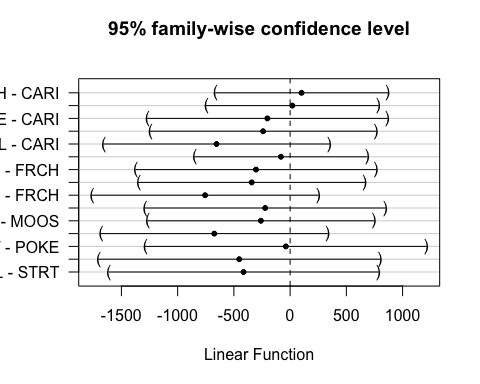 95% family-wise confidence level
H - CARI
E - CARI
L - CARI
- FRCH
- FRCH
- MOOS
- POKE
- STRT
-1500 -1000 -500 0 500 1000
Linear Function